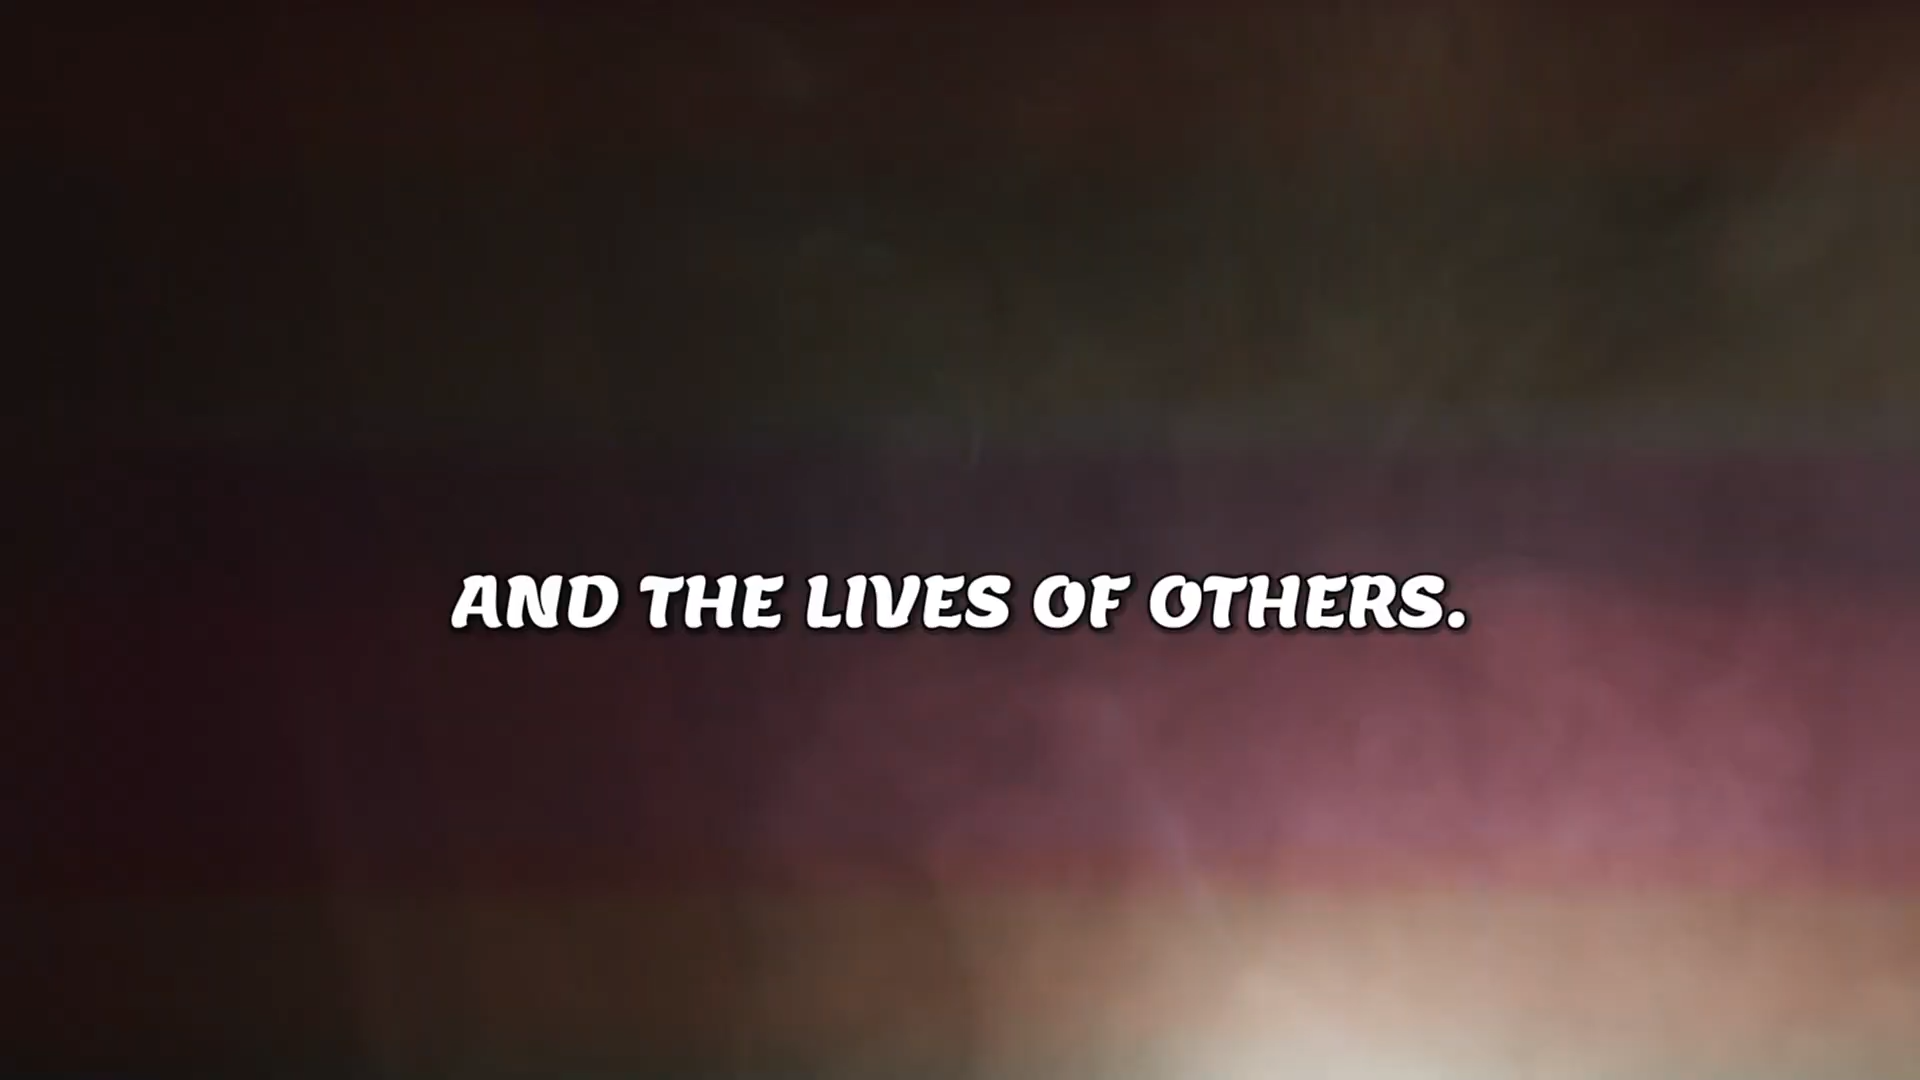 AND THE LIVES OF OTHERS.